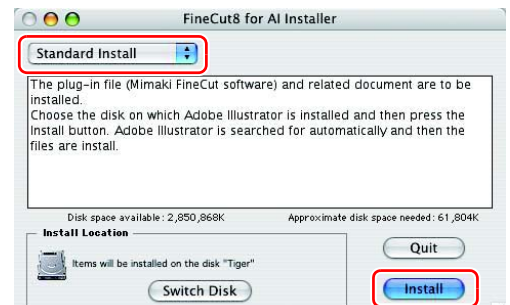 FineCut8 for AI Installer
Standard Install
The plug-in file (Mimaki FineCut software) and related document are to be
installed.
Choose the disk on which Adobe Illustrator is installed and then press the
Install button. Adobe Illustrator is searched for automatically and then the
files are install.
Disk space available: 2,850,868K Approximate disk space needed: 61,804K
Install Location
Items will be installed on the disk "Tiger"
Switch Disk
Quit
Install